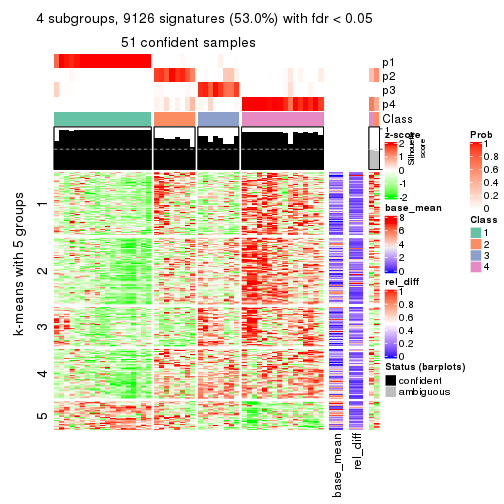 4 subgroups, 9126 signatures (53.0%) with fdr < 0.05
51 confident samples
p1
p2
p3
p4
Class
1
Silhouette
score
k-means with 5 groups
1
2
3
4
5
base_mean
rel_diff
z-score
2
1
0
-1
-2
base_mean
8
6
4
2
0
rel_diff
1
0.8
0.6
0.4
0.2
0
Status (barplots)
confident
ambiguous
Prob
1
0.8
0.6
0.4
0.2
0
Class
1
2
3
4